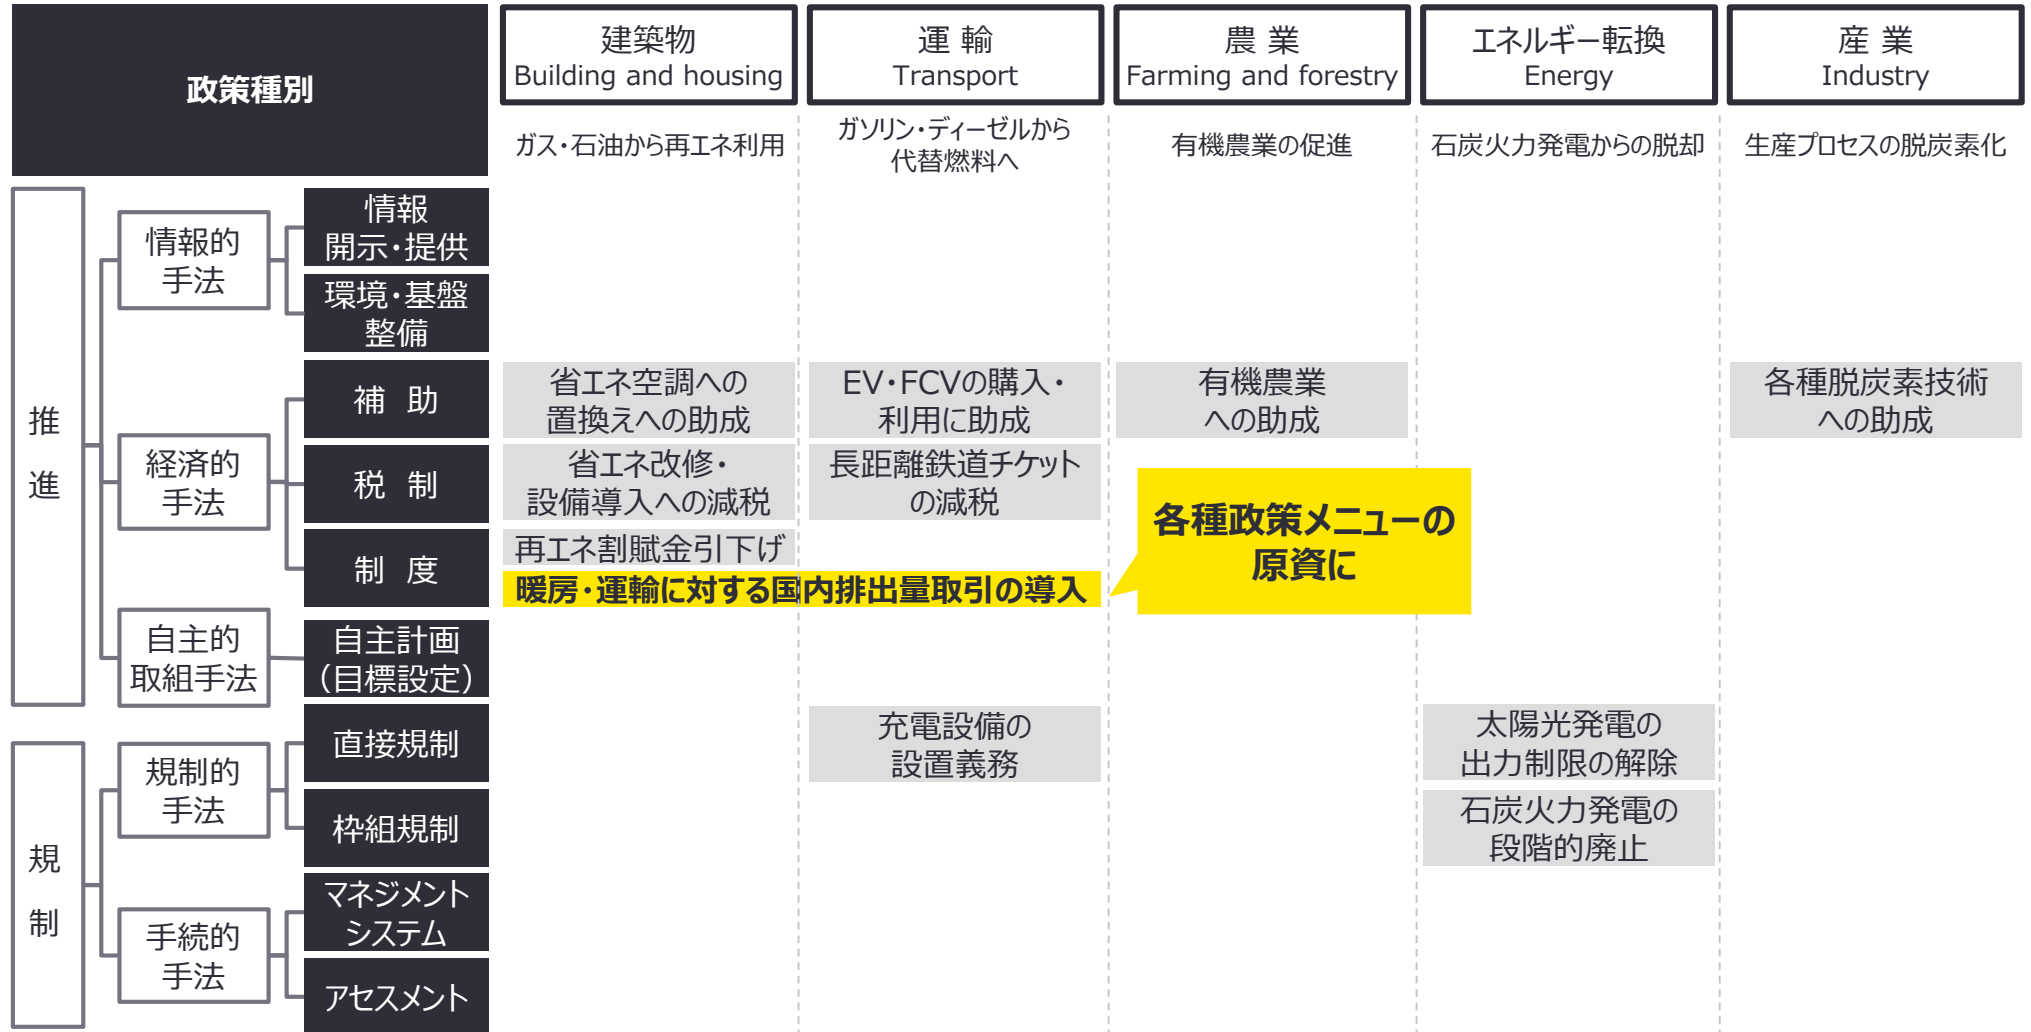 政策種別
建築物
Building and housing
運 輸
Transport
農 業
Farming and forestry
エネルギー転換
Energy
産 業
Industry
ガス・石油から再エネ利用
ガソリン・ディーゼルから
代替燃料へ
有機農業の促進
石炭火力発電からの脱却
生産プロセスの脱炭素化
推
進
情報的
手法
情報
開示・提供
環境・基盤
整備
経済的
手法
補 助
省エネ空調への
置換えへの助成
EV・FCVの購入・
利用に助成
有機農業
への助成
各種脱炭素技術
への助成
税 制
省エネ改修・
設備導入への減税
長距離鉄道チケット
の減税
制 度
再エネ割賦金引下げ
暖房・運輸に対する国内排出量取引の導入
各種政策メニューの
原資に
自主的
取組手法
自主計画
（目標設定）
規
制
規制的
手法
直接規制
充電設備の
設置義務
太陽光発電の
出力制限の解除
枠組規制
石炭火力発電の
段階的廃止
手続的
手法
マネジメント
システム
アセスメント